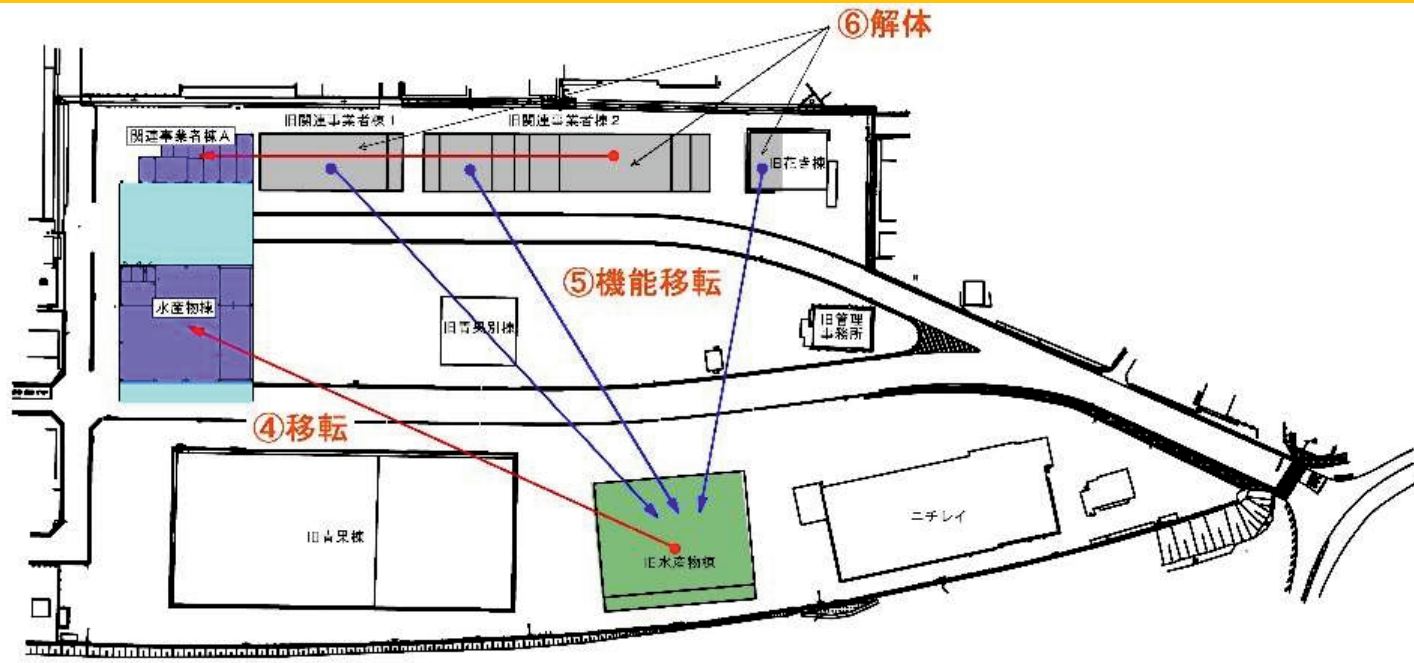 ⑥解体
旧関連事業者棟1
旧関連事業者棟2
関連事業者棟A
旧花き棟
⑤機能移転
水産物棟
旧青果別棟
旧管理
事務所
④移転
旧青果棟
旧水産物棟
ニチレイ